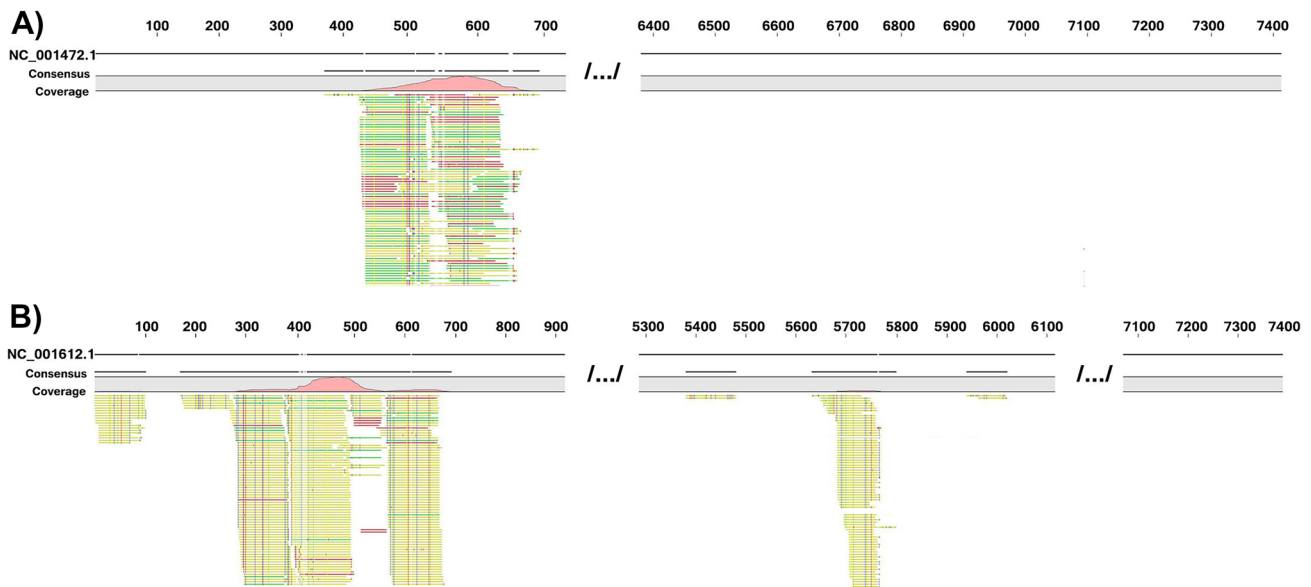 A)
100 200 300 400 500 600 700 6400 6500 6600 6700 6800 6900 7000 7100 7200 7300 7400
NC_001472.1
Consensus
/.../
Coverage
B)
100 200 300 400 500 600 700 800 900 5300 5400 5500 5600 5700 5800 5900 6000 6100 7100 7200 7300 7400
NC_001612.1
Consensus
/.../ /.../
Coverage